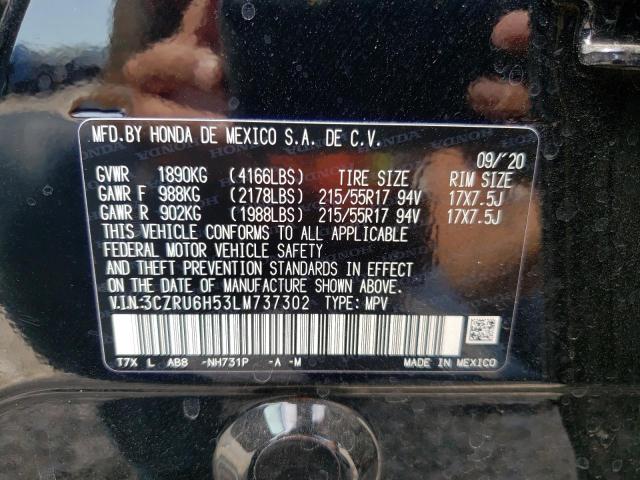 MFD.BY HONDA DE MEXICO S.A. DE C.V.
09/'20
GVWR 1890KG (4166LBS) TIRE SIZE RIM SIZE
GAWR F 988KG (2178LBS) 215/55R17 94V 17X7.5J
GAWR R 902KG (1988LBS) 215/55R17 94V 17X7.5J
THIS VEHICLE CONFORMS TO ALL APPLICABLE
FEDERAL MOTOR VEHICLE SAFETY
AND THEFT PREVENTION STANDARDS IN EFFECT
ON THE DATE OF MANUFACTURE SHOWN ABOVE.
V.I.N:3CZRU6H53LM737302 TYPE: MPV
T7X L AB8 -NH731P -A -M MADE IN MEXICO